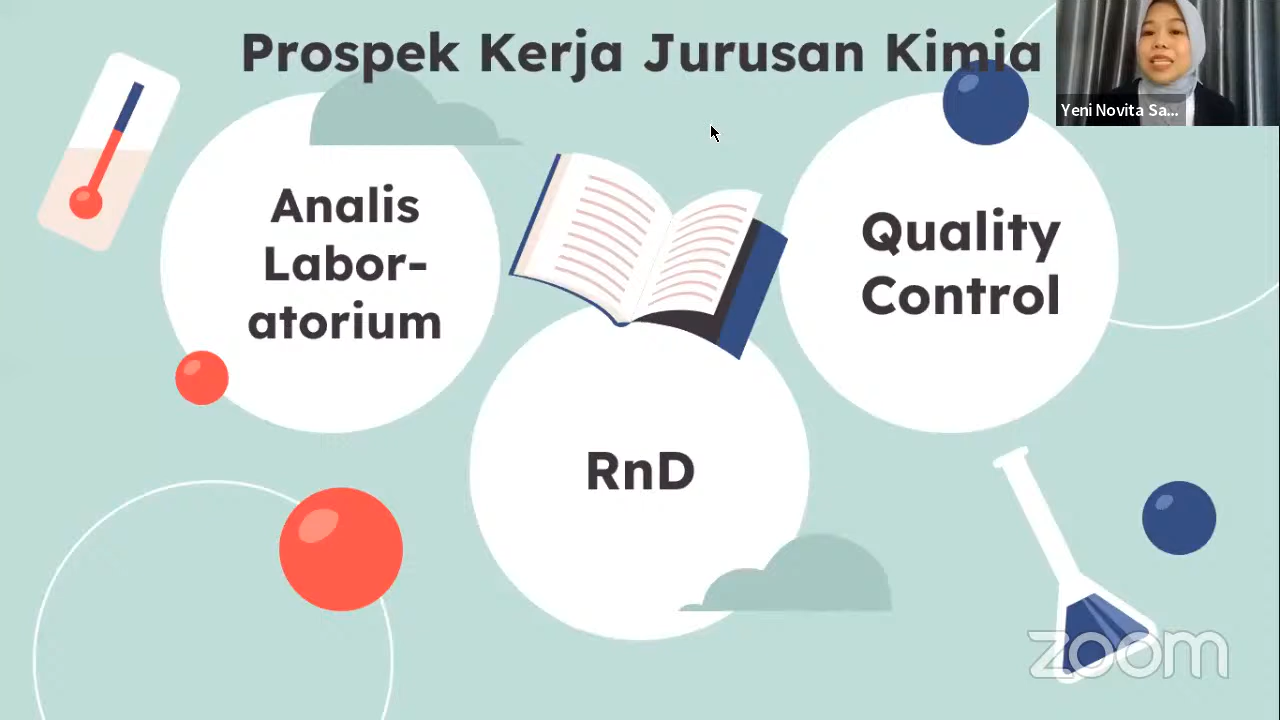 Prospek Kerja Jurusan Kimia
Yeni Novita Sa...
Analis
Labor-
atorium
Quality
Control
RnD
zoom